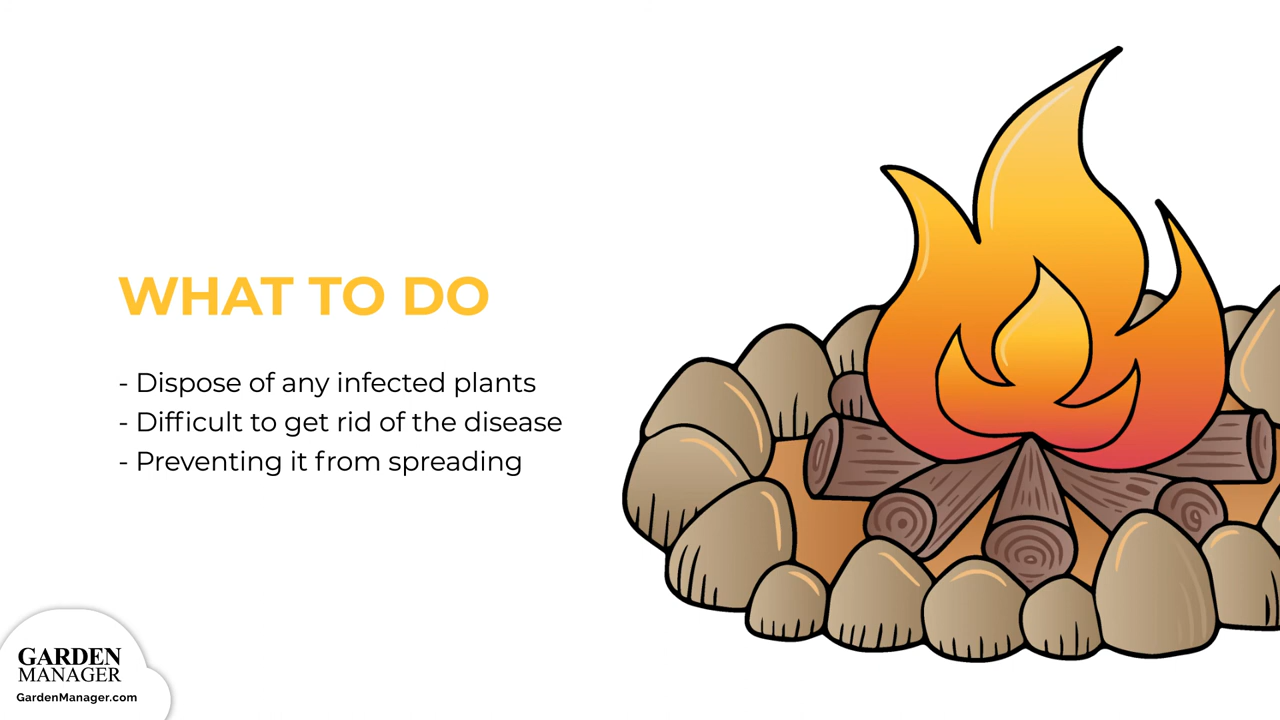 WHAT TO DO
- Dispose of any infected plants
- Difficult to get rid of the disease
- Preventing it from spreading
GARDEN
MANAGER
GardenManager.com